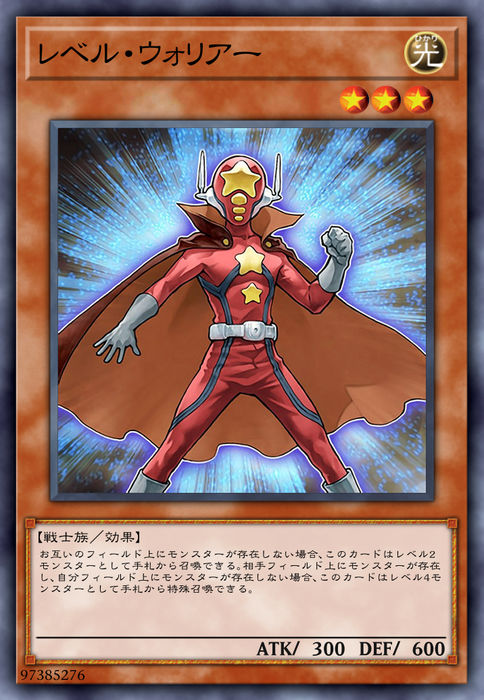 レベル・ウォリアー
ひかり
光
【戦士族／効果】
お互いのフィールド上にモンスターが存在しない場合、このカードはレベル2
モンスターとして手札から召喚できる。相手フィールド上にモンスターが存在
し、自分フィールド上にモンスターが存在しない場合、このカードはレベル4モ
ンスターとして手札から特殊召喚できる。
ATK/ 300 DEF/ 600
97385276